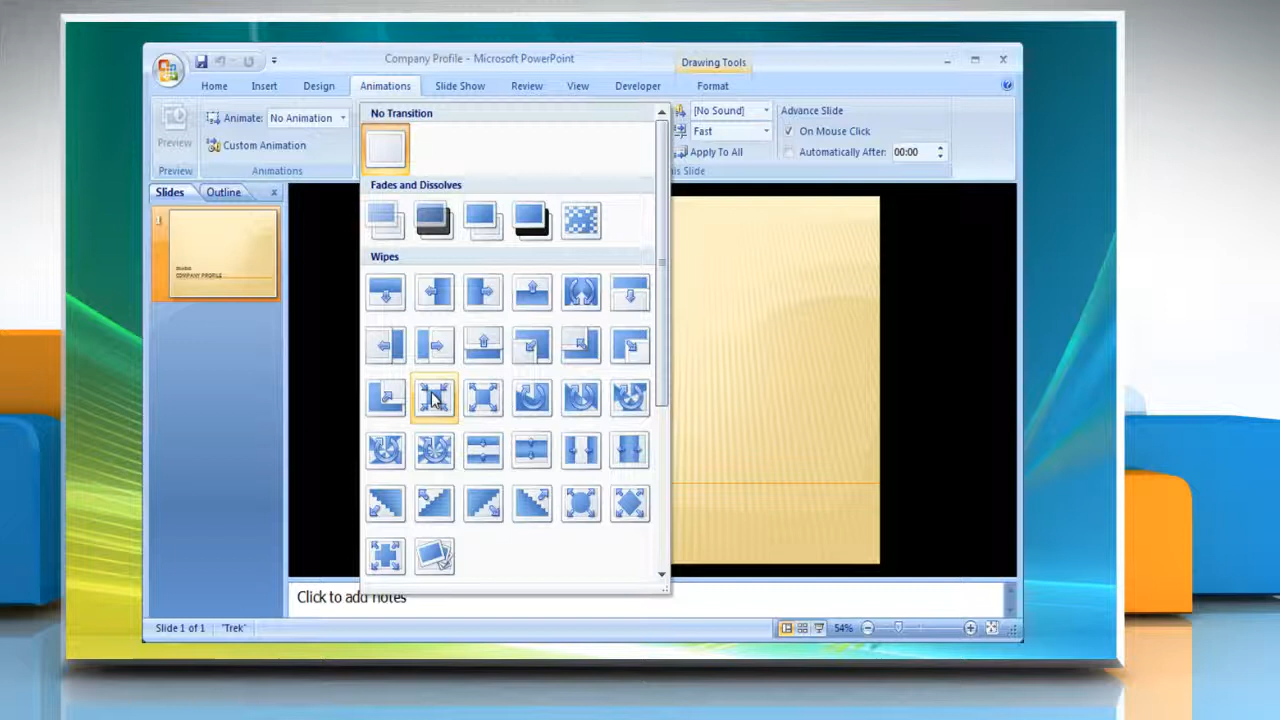 Company Profile - Microsoft PowerPoint
Drawing Tools
Home
Insert
Design
Animations
Slide Show
Review
View
Developer
Format
Preview
Animate:
No Animation
Custom Animation
Preview
Animations
No Transition
Fades and Dissolves
Wipes
[No Sound]
Fast
Apply To All
Advance Slide
On Mouse Click
Automatically After:
00:00
his Slide
Slides
Outline
1
COMPANY PROFILE
Click to add notes
Slide 1 of 1
"Trek"
54%